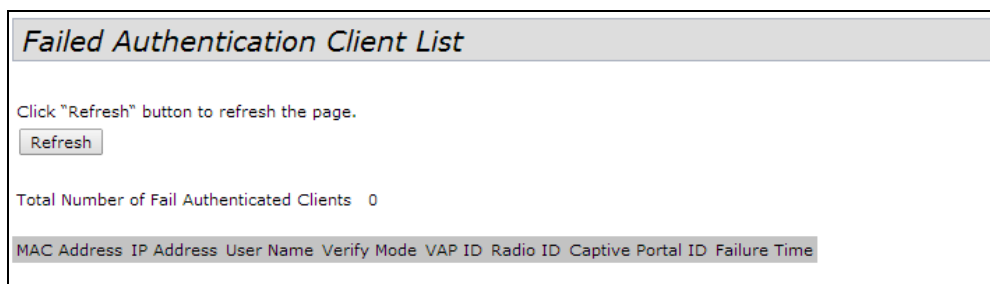 Failed Authentication Client List
Click "Refresh" button to refresh the page.
Refresh
Total Number of Fail Authenticated Clients 0
MAC Address IP Address User Name Verify Mode VAP ID Radio ID Captive Portal ID Failure Time